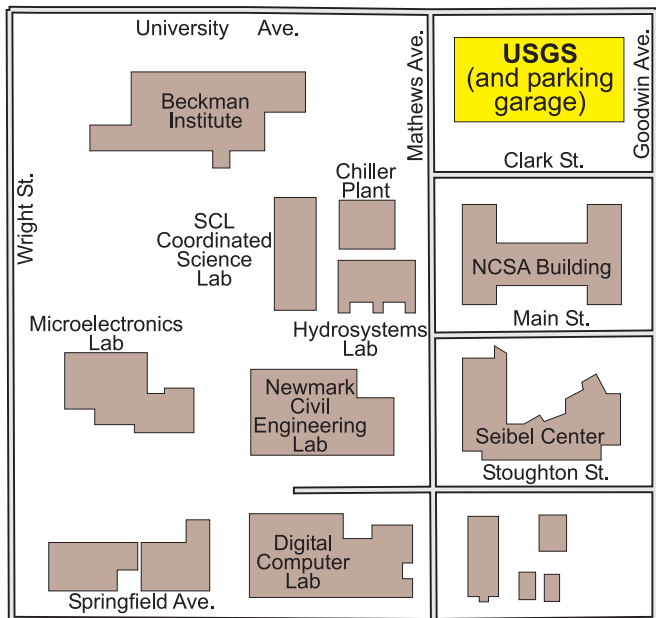 University Ave.
USGS
(and parking
garage)
Beckman
Institute
Mathews Ave.
Goodwin Ave.
Clark St.
Wright St.
Chiller
Plant
SCL
Coordinated
Science
Lab
NCSA Building
Main St.
Microelectronics
Lab
Hydrosystems
Lab
Newmark
Civil
Engineering
Lab
Seibel Center
Stoughton St.
Digital
Computer
Lab
Springfield Ave.